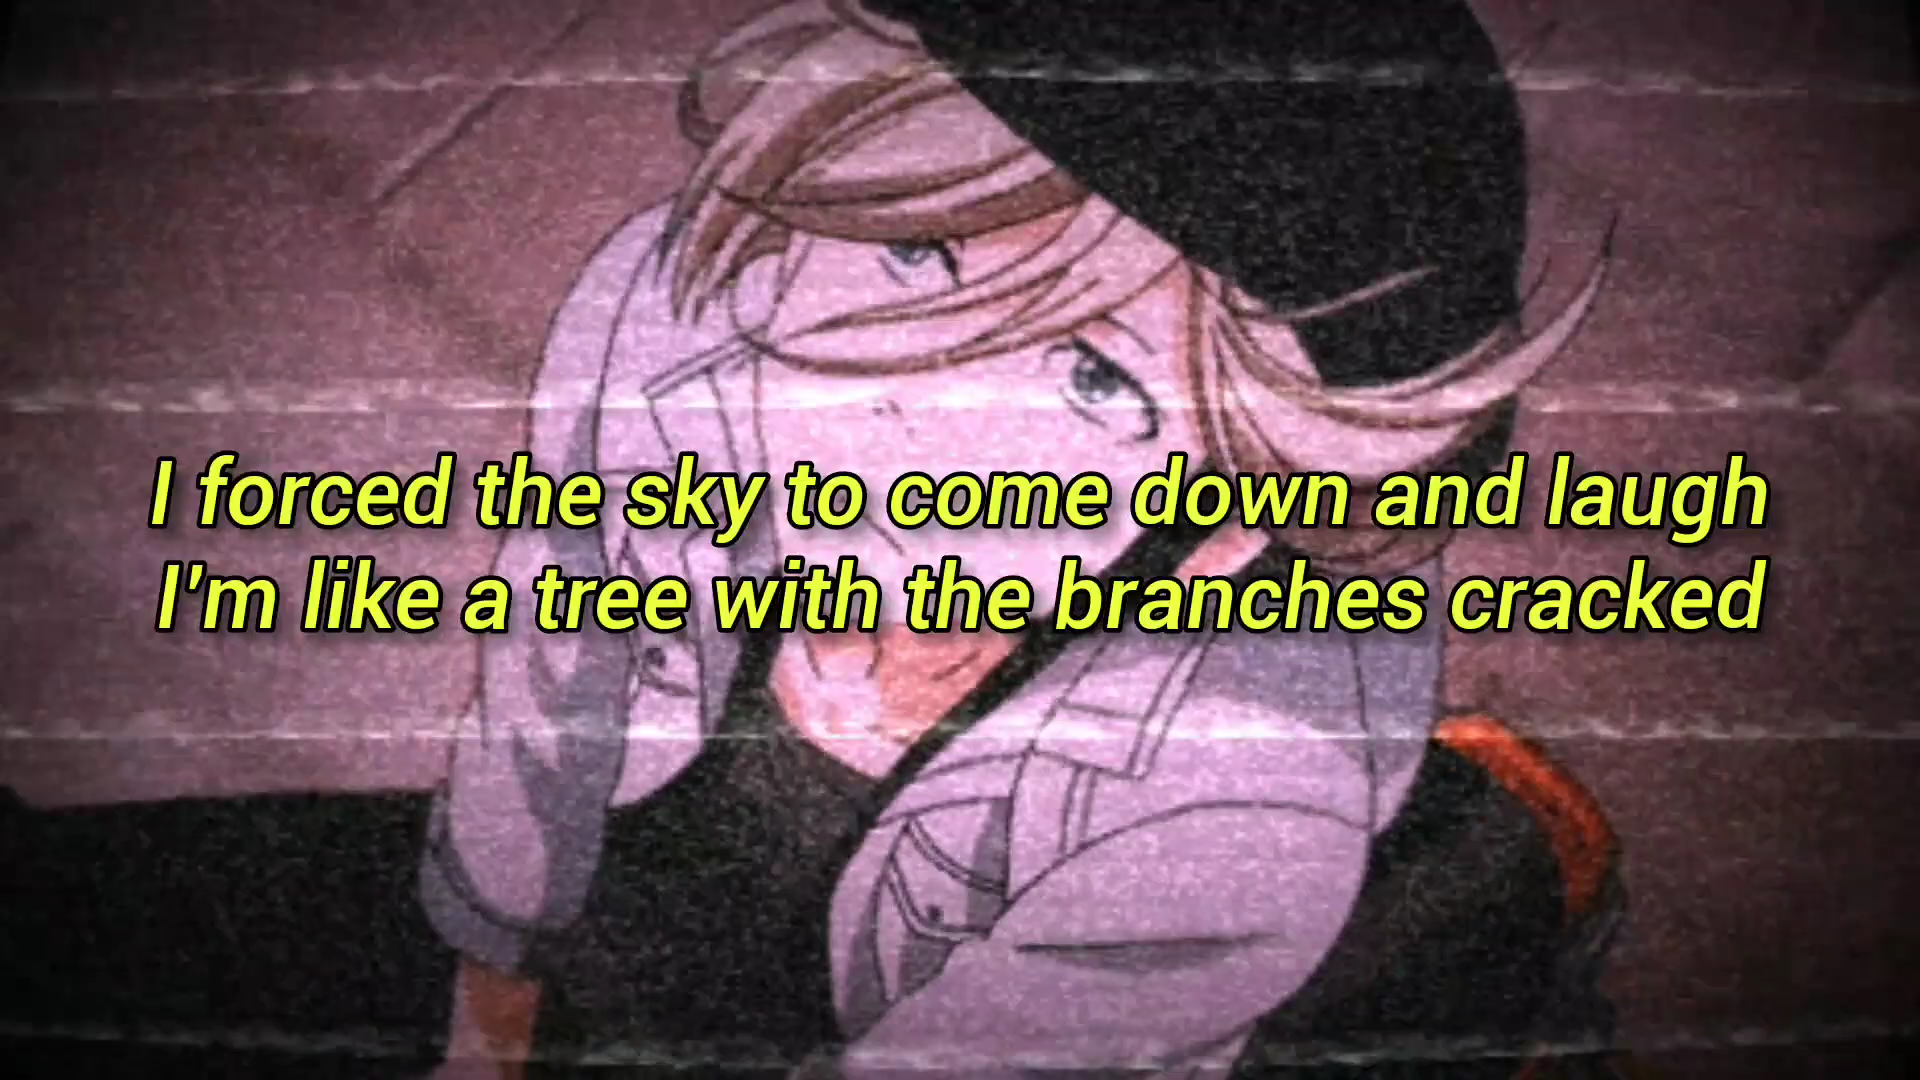 I forced the sky to come down and laugh
I'm like a tree with the branches cracked